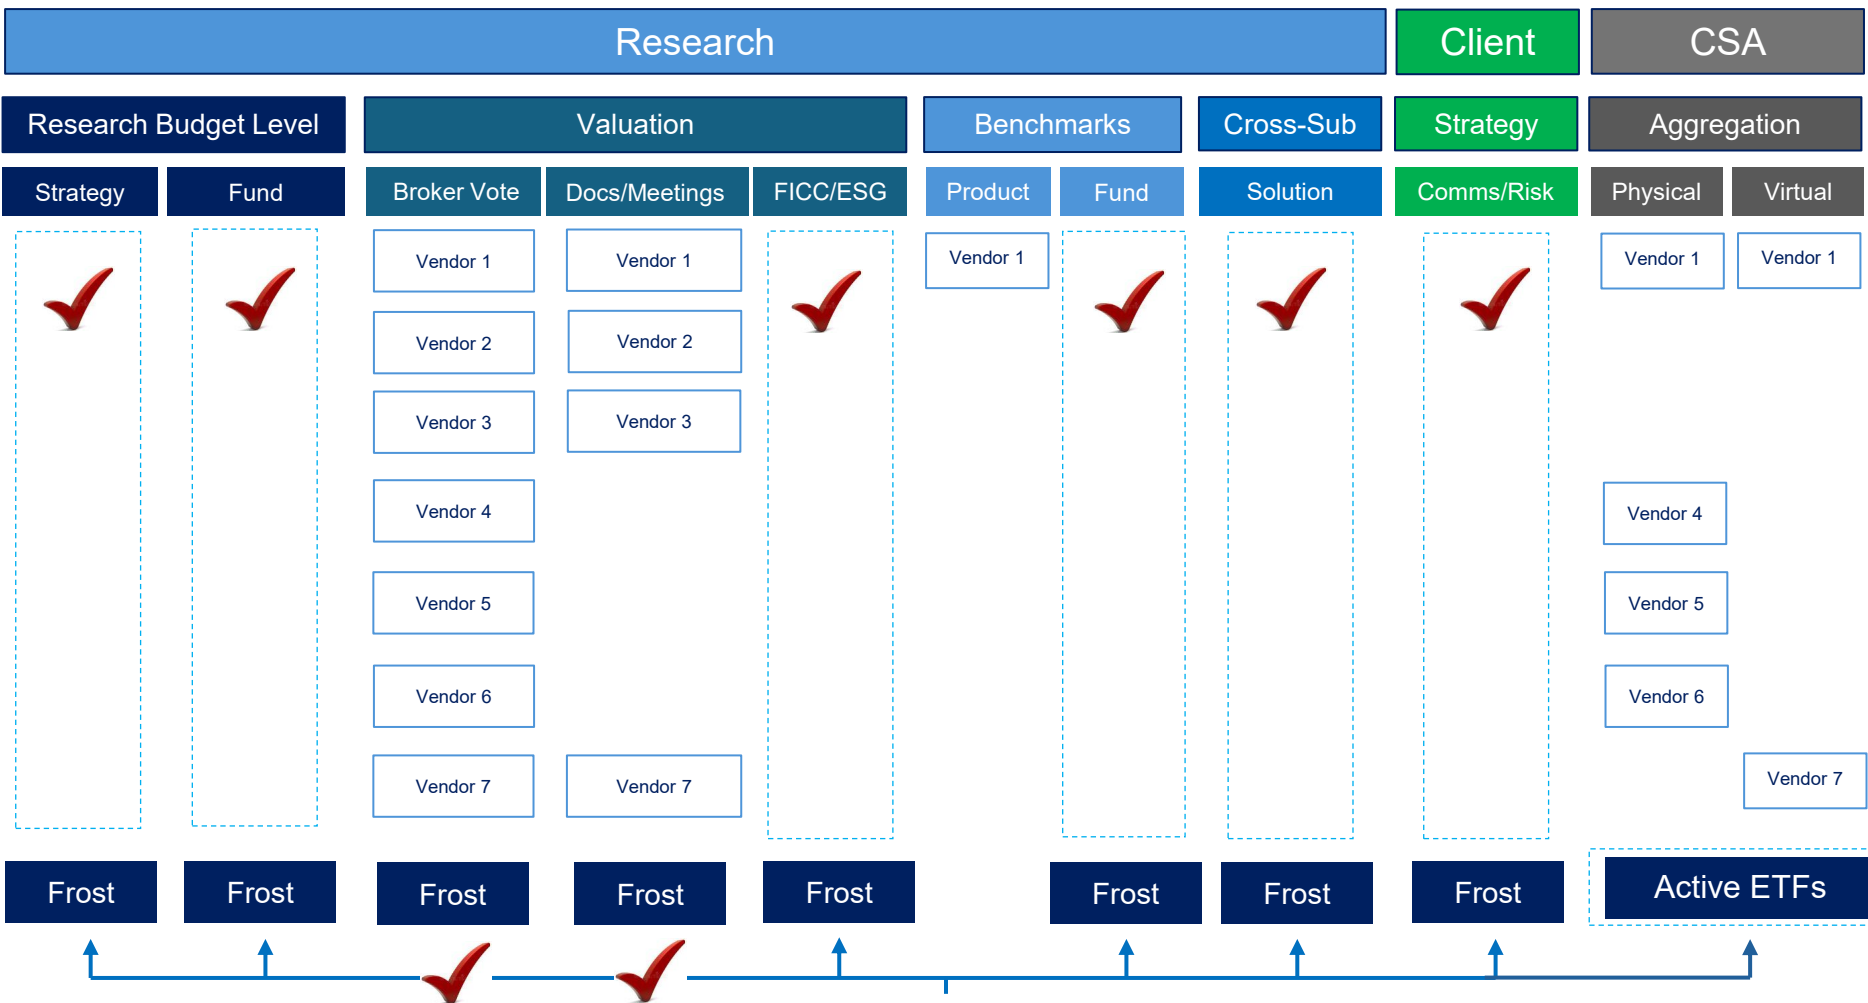 Research
Client
CSA
Research Budget Level
Valuation
Benchmarks
Cross-Sub
Strategy
Aggregation
Strategy
Fund
Broker Vote
Docs/Meetings
FICC/ESG
Product
Fund
Solution
Comms/Risk
Physical
Virtual
Vendor 1
Vendor 1
Vendor 1
Vendor 1
Vendor 1
Vendor 2
Vendor 2
Vendor 3
Vendor 3
Vendor 4
Vendor 4
Vendor 5
Vendor 5
Vendor 6
Vendor 6
Vendor 7
Vendor 7
Vendor 7
Frost
Frost
Frost
Frost
Frost
Frost
Frost
Frost
Active ETFs